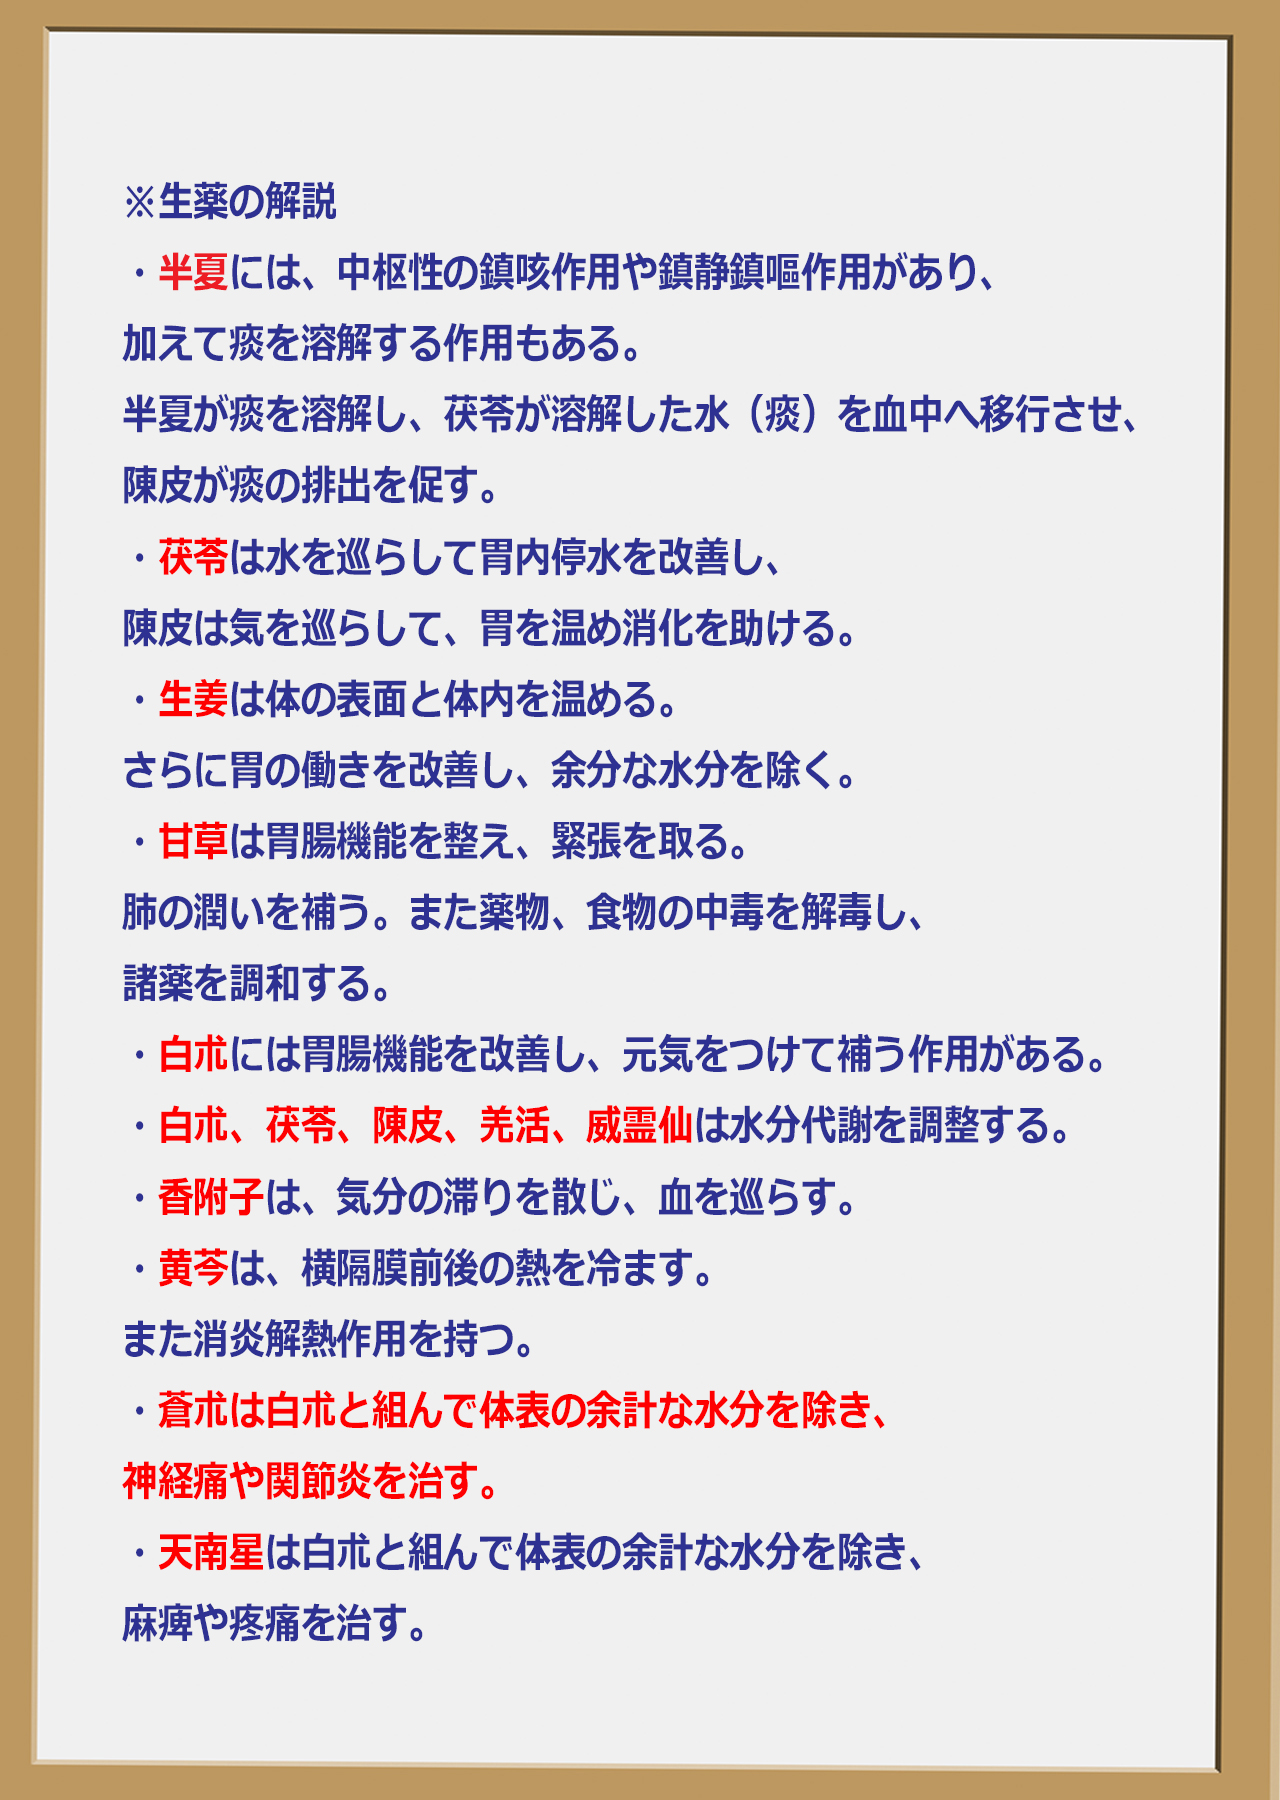 ※生薬の解説
・半夏には、中枢性の鎮咳作用や鎮静鎮嘔作用があり、
加えて痰を溶解する作用もある。
半夏が痰を溶解し、茯苓が溶解した水（痰）を血中へ移行させ、
陳皮が痰の排出を促す。
・茯苓は水を巡らして胃内停水を改善し、
陳皮は気を巡らして、胃を温め消化を助ける。
・生姜は体の表面と体内を温める。
さらに胃の働きを改善し、余分な水分を除く。
・甘草は胃腸機能を整え、緊張を取る。
肺の潤いを補う。また薬物、食物の中毒を解毒し、
諸薬を調和する。
・白朮には胃腸機能を改善し、元気をつけて補う作用がある。
・白朮、茯苓、陳皮、羌活、威霊仙は水分代謝を調整する。
・香附子は、気分の滞りを散じ、血を巡らす。
・黄芩は、横隔膜前後の熱を冷ます。
また消炎解熱作用を持つ。
・蒼朮は白朮と組んで体表の余計な水分を除き、
神経痛や関節炎を治す。
・天南星は白朮と組んで体表の余計な水分を除き、
麻痺や疼痛を治す。